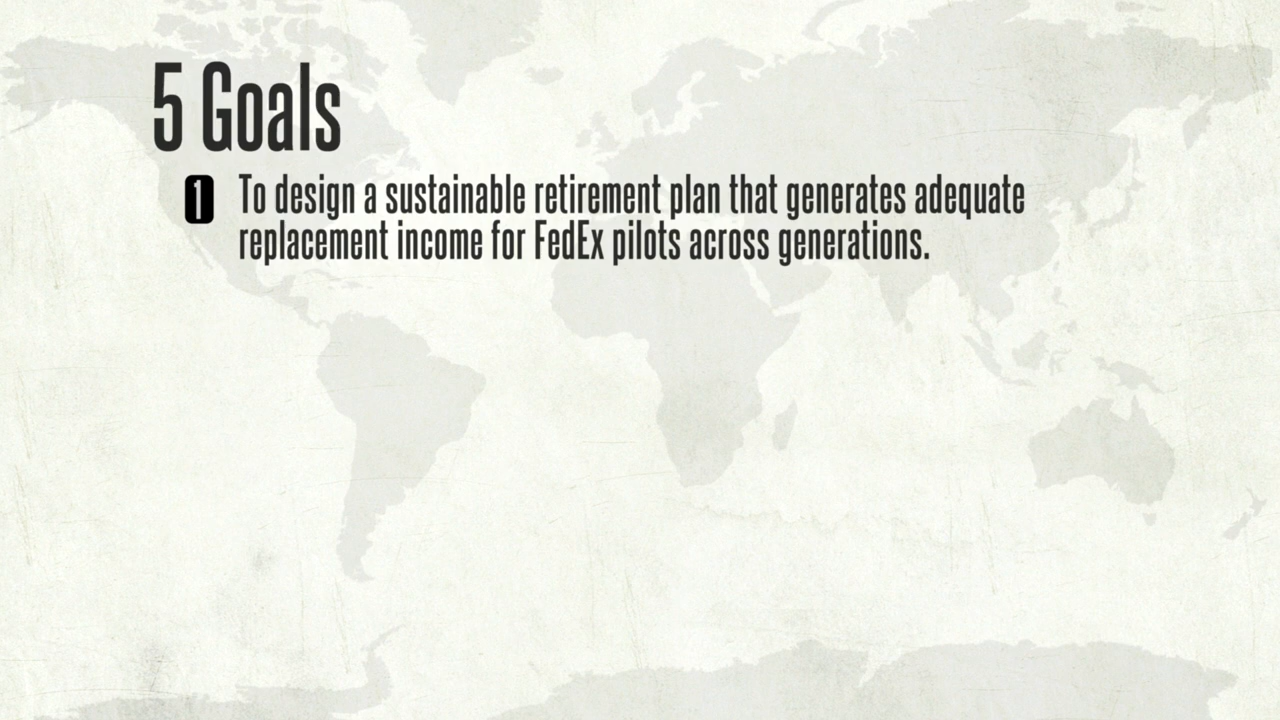 5 Goals
1 To design a sustainable retirement plan that generates adequate
replacement income for FedEx pilots across generations.